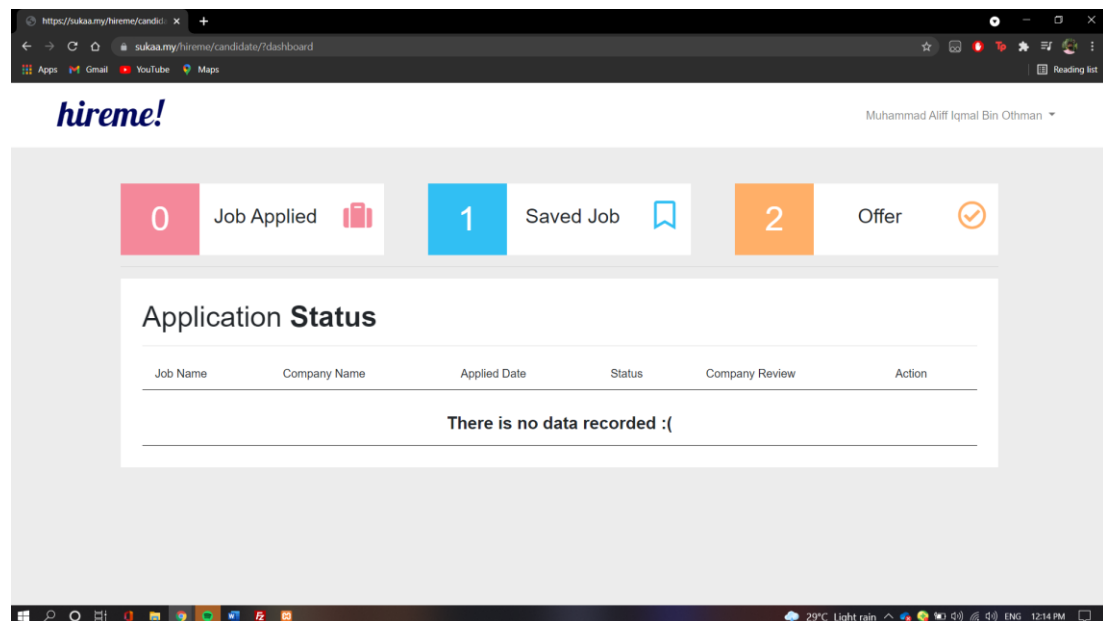 https://sukaa.my/hireme/candid
sukaa.my/hireme/candidate/?dashboard
Apps Gmail YouTube Maps Reading list
hireme! Muhammad Aliff Iqmal Bin Othman
0 Job Applied 1 Saved Job 2 Offer
Application Status
Job Name Company Name Applied Date Status Company Review Action
There is no data recorded :(
29°C Light rain ENG 12:14 PM